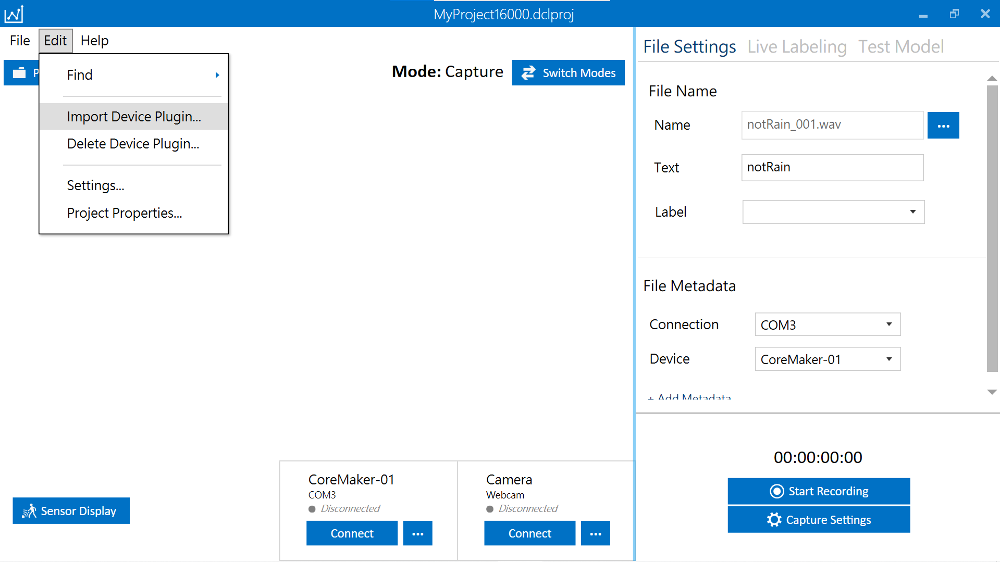 MyProject16000.dclproj
File Edit Help
P
Find
Import Device Plugin...
Delete Device Plugin...
Settings...
Project Properties...
Mode: Capture
Switch Modes
File Settings Live Labeling Test Model
File Name
Name notRain_001.wav ...
Text notRain
Label
File Metadata
Connection COM3
Device CoreMaker-01
+ Add Metadata
00:00:00:00
Start Recording
Capture Settings
Sensor Display
CoreMaker-01
COM3
Disconnected
Connect ...
Camera
Webcam
Disconnected
Connect ...